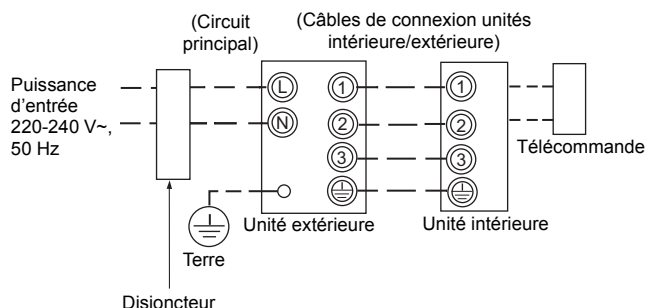 (Circuit
principal)
(Câbles de connexion unités
intérieure/extérieure)
Puissance
d'entrée
220-240 V~,
50 Hz
L
N
1
2
3
1
2
3
Télécommande
Unité extérieure
Unité intérieure
Terre
Disjoncteur